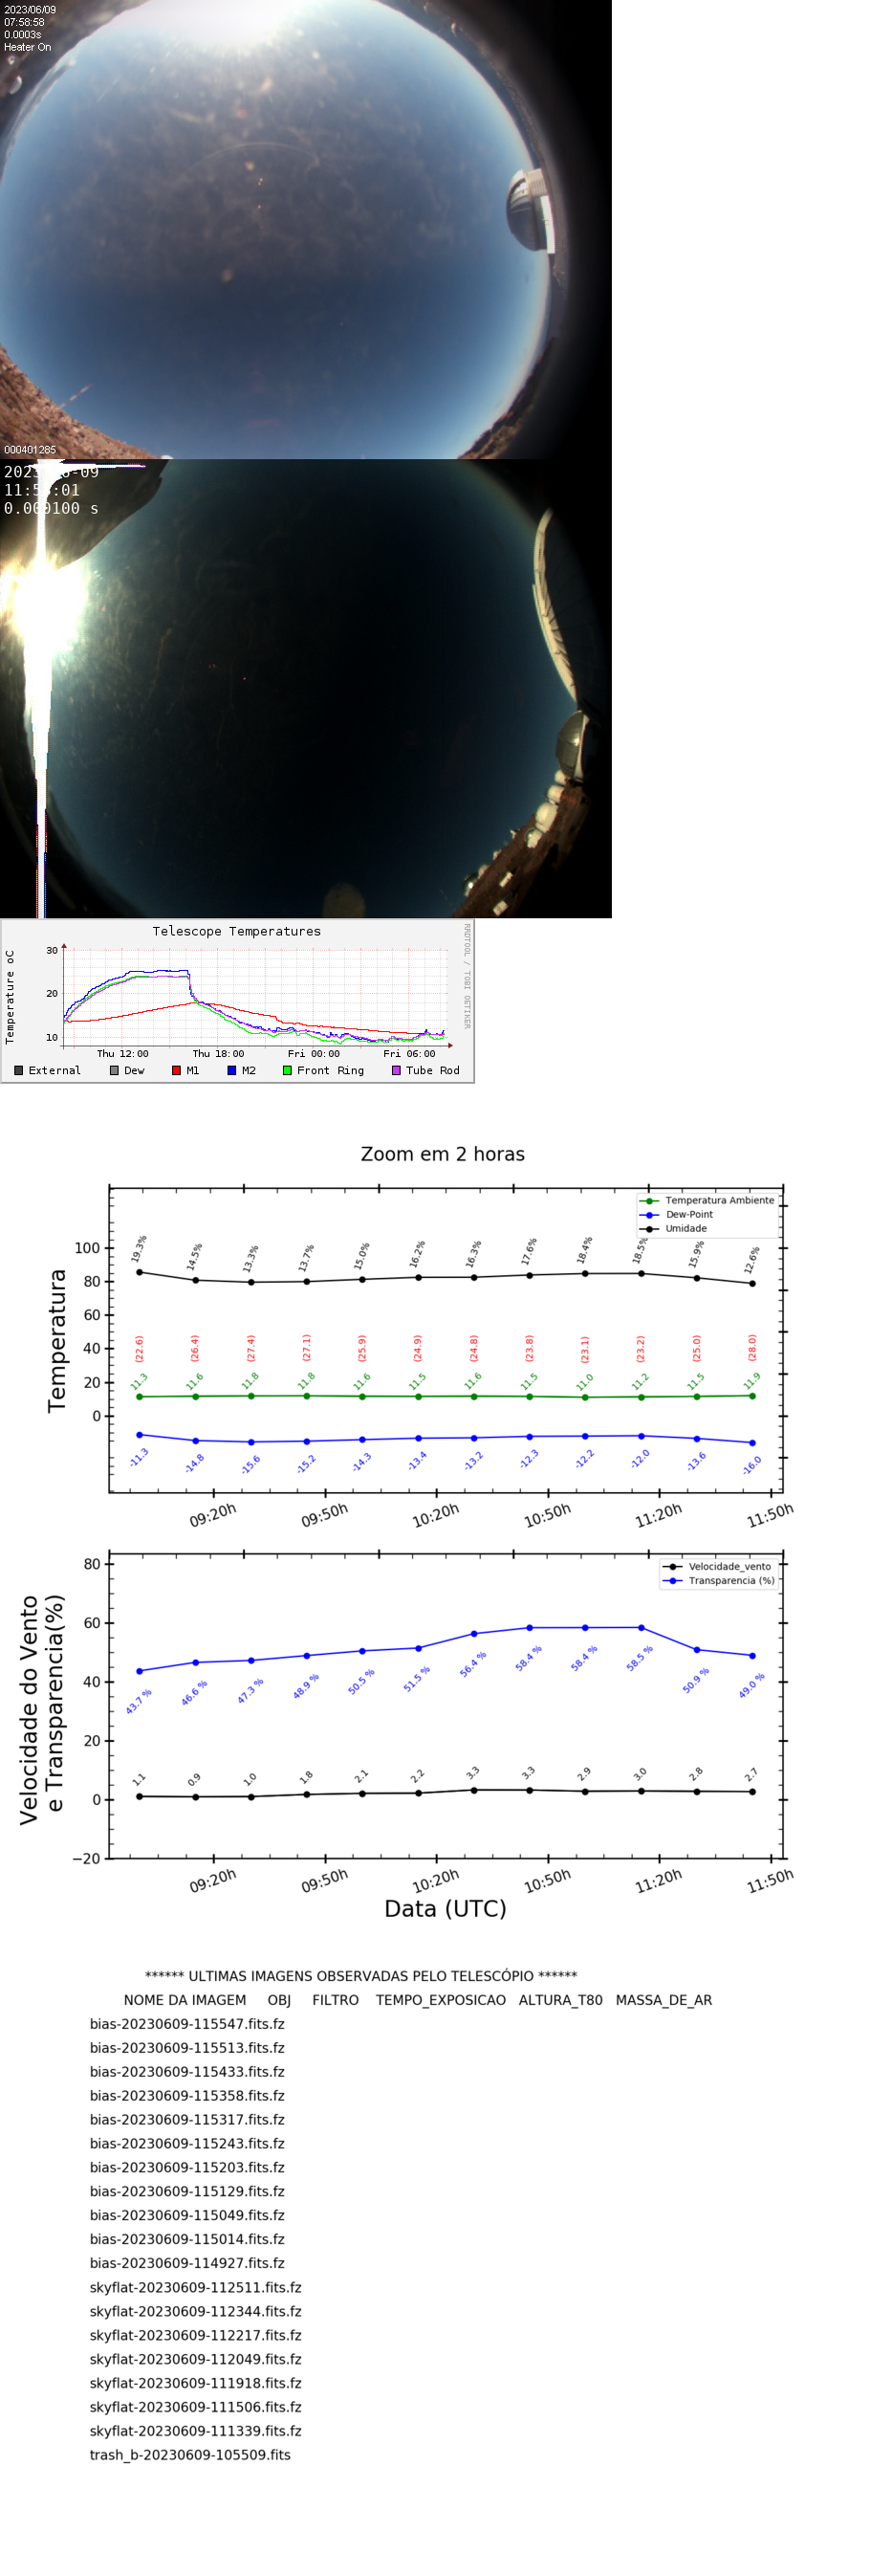 2023/06/09
07:58:58
0.0003s
Heater On
000401285
11:5 :01
0.000100 s
Telescope Temperatures
RRDTOOL / TOBI OETIKER
Temperature oC
30
20
10
Thu 12:00 Thu 18:00 Fri 00:00 Fri 06:00
External Dew M1 M2 Front Ring Tube Rod
Zoom em 2 horas
Temperatura Ambiente
Dew-Point
Umidade
Temperatura
100
80
60
40
20
0
19.3% 14.5% 13.3% 13.7% 15.0% 16.2% 16.3% 17.6% 18.4% 18.5% 15.9% 12.6%
(22.6) (26.4) (27.4) (27.1) (25.9) (24.9) (24.8) (23.8) (23.1) (23.2) (25.0) (28.0)
11.3 11.6 11.8 11.8 11.6 11.5 11.6 11.5 11.0 11.2 11.5 11.9
-11.3 -14.8 -15.6 -15.2 -14.3 -13.4 -13.2 -12.3 -12.2 -12.0 -13.6 -16.0
09:20h 09:50h 10:20h 10:50h 11:20h 11:50h
Velocidade_vento
Transparencia (%)
Velocidade do Vento
e Transparencia(%)
80
60
40
20
0
−20
43.7 % 46.6 % 47.3 % 48.9 % 50.5 % 51.5 % 56.4 % 58.4 % 58.4 % 58.5 % 50.9 % 49.0 %
1.1 0.9 1.0 1.8 2.1 2.2 3.3 3.3 2.9 3.0 2.8 2.7
09:20h 09:50h 10:20h 10:50h 11:20h 11:50h
Data (UTC)
****** ULTIMAS IMAGENS OBSERVADAS PELO TELESCÓPIO ******
NOME DA IMAGEM OBJ FILTRO TEMPO_EXPOSICAO ALTURA_T80 MASSA_DE_AR
bias-20230609-115547.fits.fz
bias-20230609-115513.fits.fz
bias-20230609-115433.fits.fz
bias-20230609-115358.fits.fz
bias-20230609-115317.fits.fz
bias-20230609-115243.fits.fz
bias-20230609-115203.fits.fz
bias-20230609-115129.fits.fz
bias-20230609-115049.fits.fz
bias-20230609-115014.fits.fz
bias-20230609-114927.fits.fz
skyflat-20230609-112511.fits.fz
skyflat-20230609-112344.fits.fz
skyflat-20230609-112217.fits.fz
skyflat-20230609-112049.fits.fz
skyflat-20230609-111918.fits.fz
skyflat-20230609-111506.fits.fz
skyflat-20230609-111339.fits.fz
trash_b-20230609-105509.fits